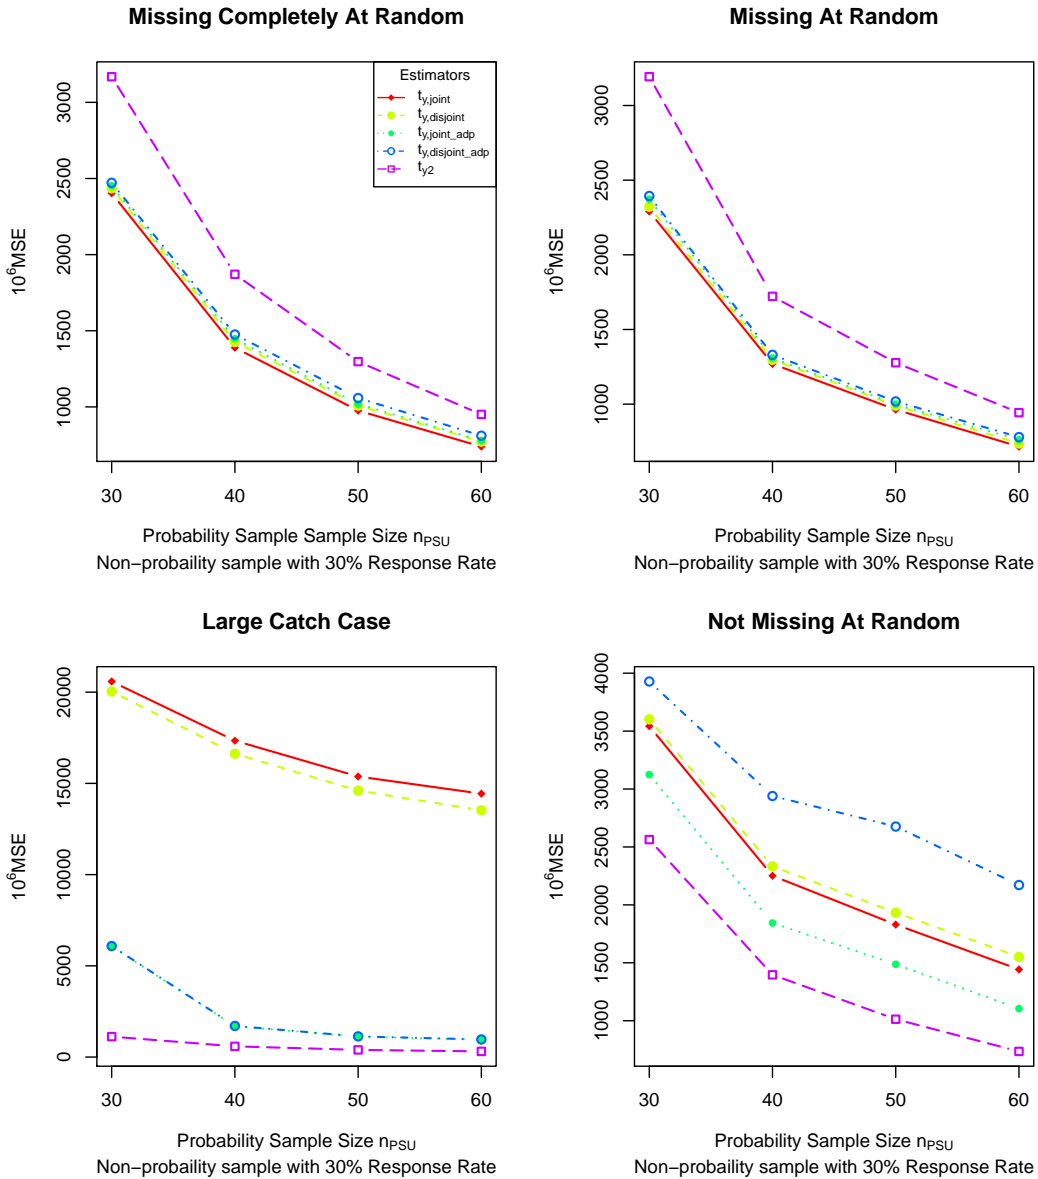 Missing Completely At Random
10^6MSE
3000
2500
2000
1500
1000
Estimators
t_y,joint
t_y,disjoint
t_y,joint_adp
t_y,disjoint_adp
t_y2
30 40 50 60
Probability Sample Sample Size n_PSU
Non−probaility sample with 30% Response Rate
Missing At Random
10^6MSE
3000
2500
2000
1500
1000
30 40 50 60
Probability Sample Sample Size n_PSU
Non−probaility sample with 30% Response Rate
Large Catch Case
10^6MSE
20000
15000
10000
5000
0
30 40 50 60
Probability Sample Size n_PSU
Non−probaility sample with 30% Response Rate
Not Missing At Random
10^6MSE
4000
3500
3000
2500
2000
1500
1000
30 40 50 60
Probability Sample Size n_PSU
Non−probaility sample with 30% Response Rate